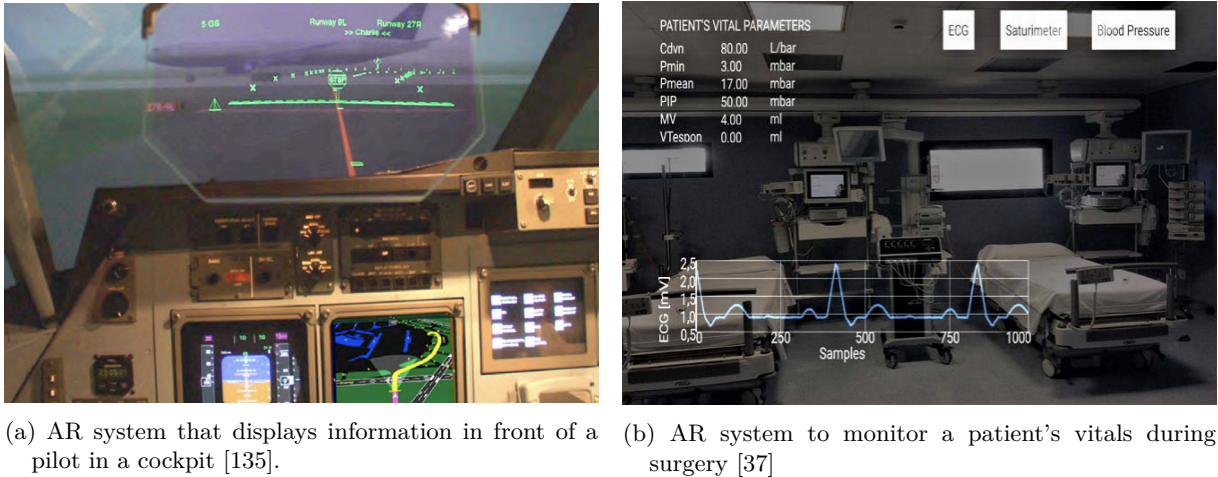 5 GS
Runway 9L
Runway 27R
>> Charlie <<
STOP
PATIENT'S VITAL PARAMETERS
Cdvn 80.00 L/bar
Pmin 3.00 mbar
Pmean 17.00 mbar
PIP 50.00 mbar
MV 4.00 ml
VTespon 0.00 ml
ECG
Saturimeter
Blood Pressure
ECG [mV]
2,5
2,0
1,5
1,0
0,5
0 250 500 750 1000
Samples
(a) AR system that displays information in front of a
pilot in a cockpit [135].
(b) AR system to monitor a patient's vitals during
surgery [37]